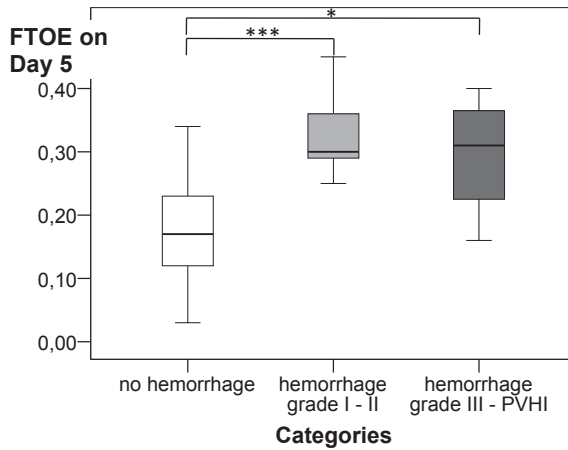 FTOE on
Day 5
***
*
0,40
0,30
0,20
0,10
0,00
no hemorrhage
hemorrhage
grade I - II
hemorrhage
grade III - PVHI
Categories